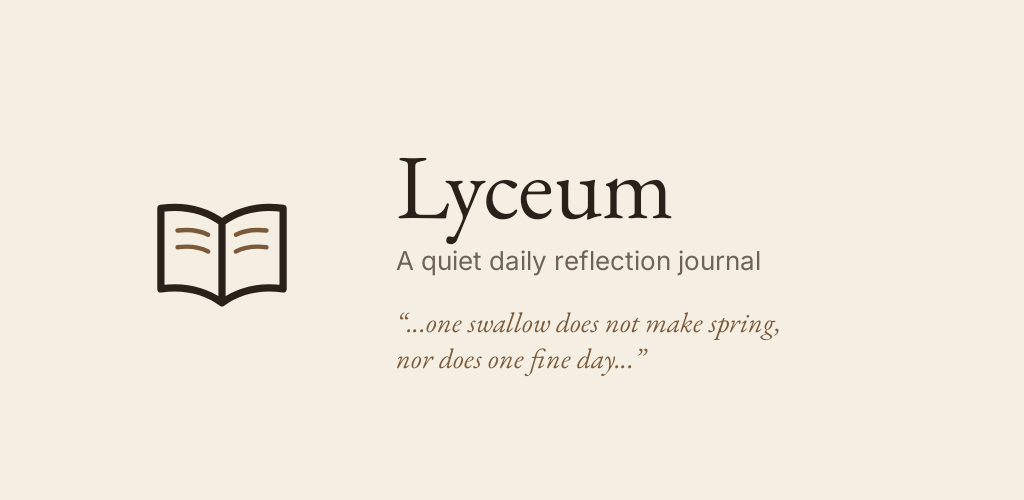 Lyceum
A quiet daily reflection journal
“...one swallow does not make spring,
nor does one fine day...”